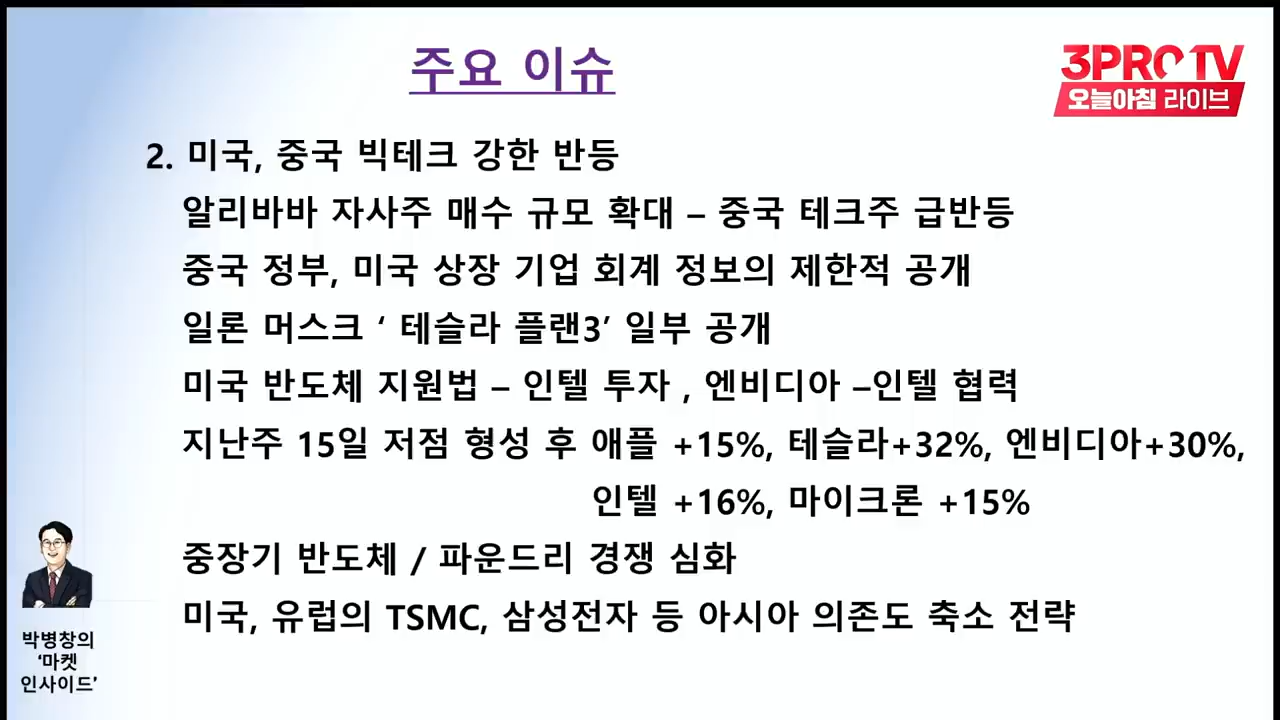 주요 이슈
3PRO TV
오늘아침 라이브
2. 미국, 중국 빅테크 강한 반등
알리바바 자사주 매수 규모 확대 – 중국 테크주 급반등
중국 정부, 미국 상장 기업 회계 정보의 제한적 공개
일론 머스크 ‘ 테슬라 플랜3’ 일부 공개
미국 반도체 지원법 – 인텔 투자 , 엔비디아 –인텔 협력
지난주 15일 저점 형성 후 애플 +15%, 테슬라+32%, 엔비디아+30%,
인텔 +16%, 마이크론 +15%
중장기 반도체 / 파운드리 경쟁 심화
미국, 유럽의 TSMC, 삼성전자 등 아시아 의존도 축소 전략
박병창의
‘마켓
인사이드’